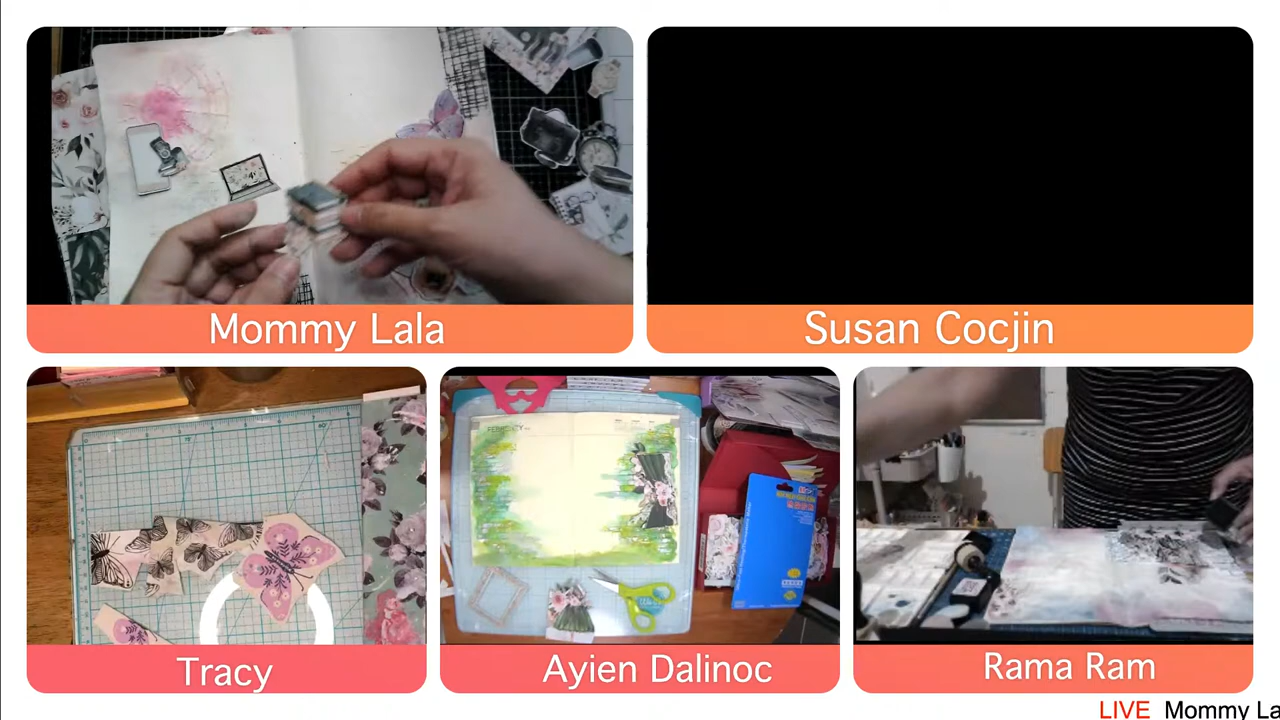 Mommy Lala
Susan Cocjin
Tracy
Ayien Dalinoc
Rama Ram
LIVE Mommy La